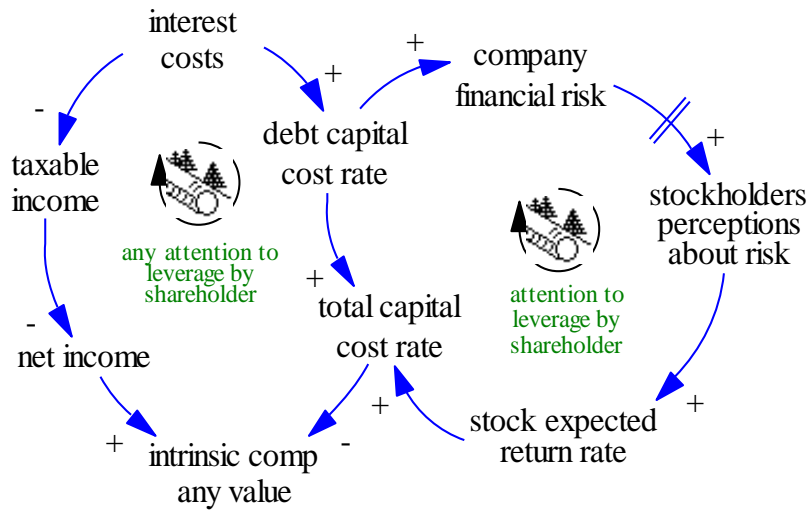 interest
costs
+
+
company
financial risk
-
+
debt capital
cost rate
+
taxable
income
stockholders
perceptions
about risk
any attention to
leverage by
shareholder
+
total capital
cost rate
attention to
leverage by
shareholder
-
net income
+
+
stock expected
return rate
+
-
intrinsic comp
any value